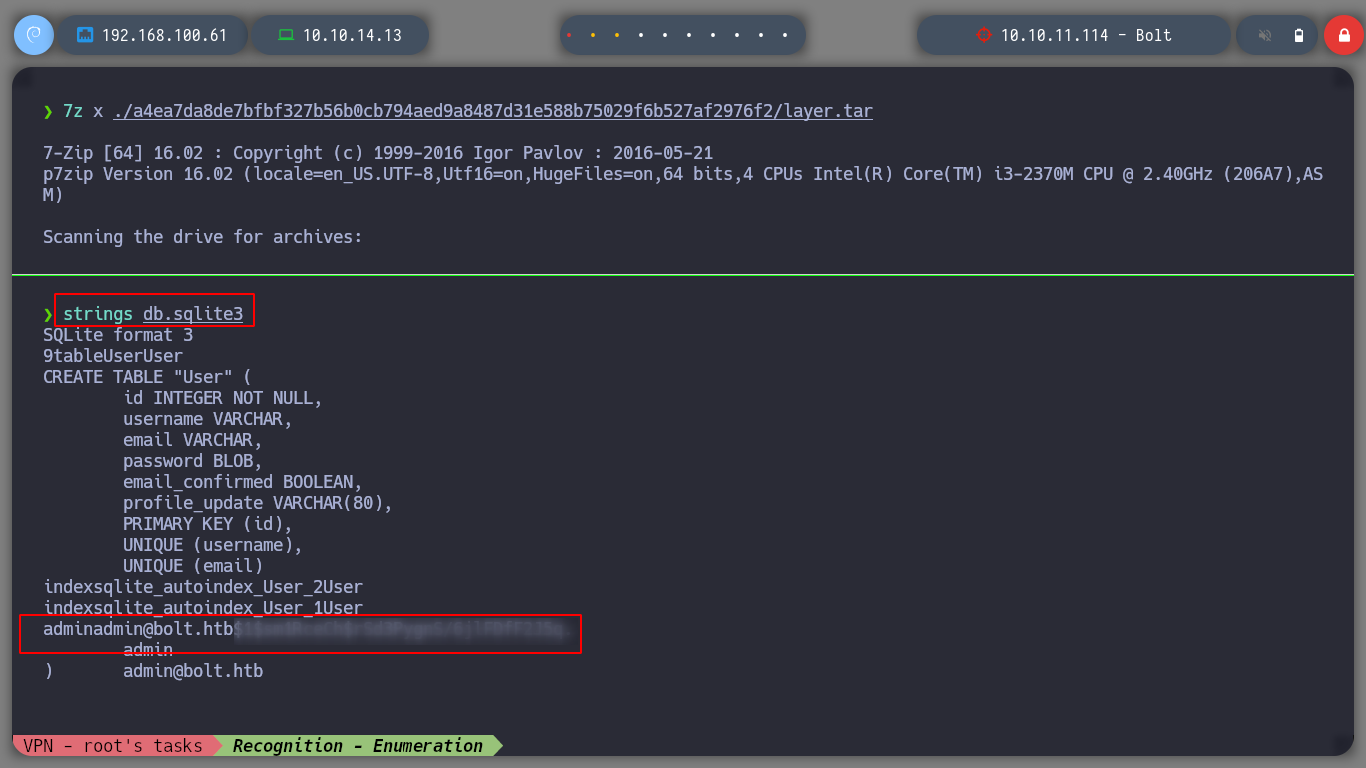 192.168.100.61 10.10.14.13 10.10.11.114 - Bolt
❯ 7z x ./a4ea7da8de7bfbf327b56b0cb794aed9a8487d31e588b75029f6b527af2976f2/layer.tar
7-Zip [64] 16.02 : Copyright (c) 1999-2016 Igor Pavlov : 2016-05-21
p7zip Version 16.02 (locale=en_US.UTF-8,Utf16=on,HugeFiles=on,64 bits,4 CPUs Intel(R) Core(TM) i3-2370M CPU @ 2.40GHz (206A7),AS
M)
Scanning the drive for archives:
❯ strings db.sqlite3
SQLite format 3
9tableUserUser
CREATE TABLE "User" (
id INTEGER NOT NULL,
username VARCHAR,
email VARCHAR,
password BLOB,
email_confirmed BOOLEAN,
profile_update VARCHAR(80),
PRIMARY KEY (id),
UNIQUE (username),
UNIQUE (email)
indexsqlite_autoindex_User_2User
indexsqlite_autoindex_User_1User
adminadmin@bolt.htb
admin
) admin@bolt.htb
VPN - root's tasks Recognition - Enumeration